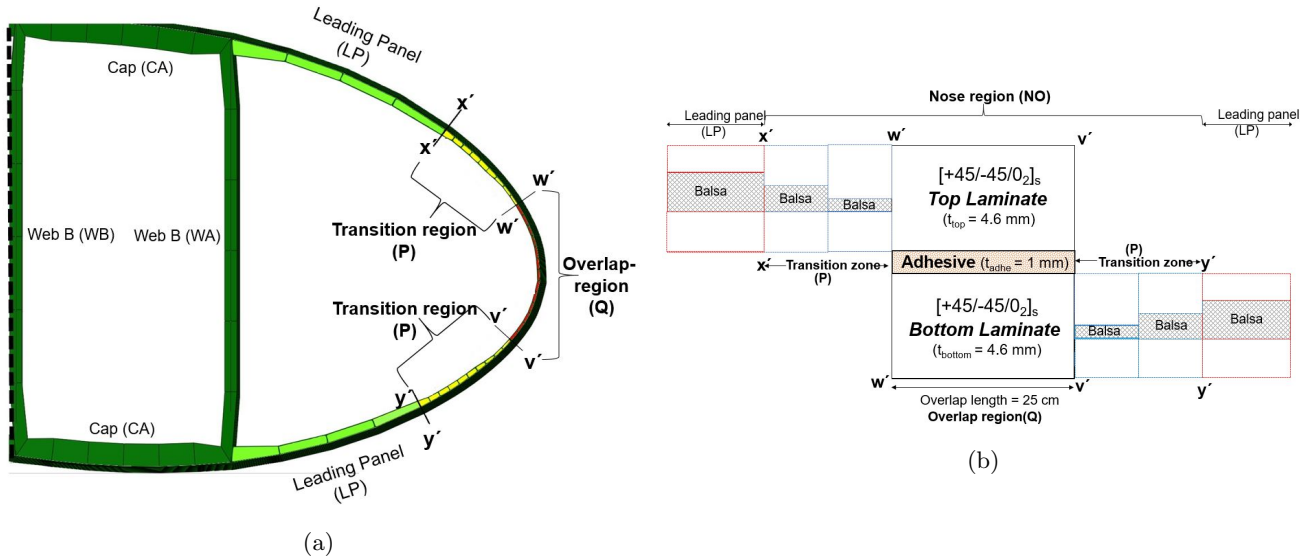 Leading Panel
(LP)
Cap (CA)
x´
x´
w´
w´
Transition region
(P)
Web B (WB)
Web B (WA)
Overlap-
region
(Q)
Transition region
(P)
v´
v´
y´
y´
Cap (CA)
Leading Panel
(LP)
(a)
Nose region (NO)
Leading panel
(LP)
x´
w´
v´
Leading panel
(LP)
[+45/-45/0₂]ₛ
Top Laminate
(t_top = 4.6 mm)
Balsa
Balsa
Balsa
x´
Transition zone
(P)
Adhesive (t_adhe = 1 mm)
(P)
Transition zone
y´
[+45/-45/0₂]ₛ
Bottom Laminate
(t_bottom = 4.6 mm)
Balsa
Balsa
Balsa
w´
v´
y´
Overlap length = 25 cm
Overlap region(Q)
(b)